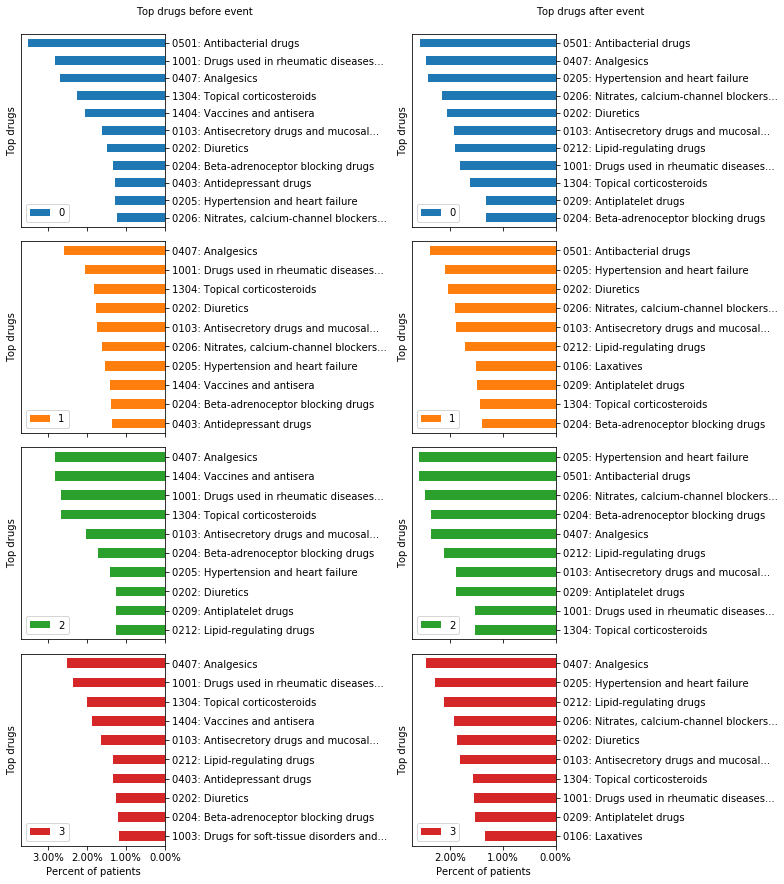 Top drugs before event
Top drugs
0501: Antibacterial drugs
1001: Drugs used in rheumatic diseases...
0407: Analgesics
1304: Topical corticosteroids
1404: Vaccines and antisera
0103: Antisecretory drugs and mucosal...
0202: Diuretics
0204: Beta-adrenoceptor blocking drugs
0403: Antidepressant drugs
0205: Hypertension and heart failure
0206: Nitrates, calcium-channel blockers...
0
Top drugs
0407: Analgesics
1001: Drugs used in rheumatic diseases...
1304: Topical corticosteroids
0202: Diuretics
0103: Antisecretory drugs and mucosal...
0206: Nitrates, calcium-channel blockers...
0205: Hypertension and heart failure
1404: Vaccines and antisera
0204: Beta-adrenoceptor blocking drugs
0403: Antidepressant drugs
1
Top drugs
0407: Analgesics
1404: Vaccines and antisera
1001: Drugs used in rheumatic diseases...
1304: Topical corticosteroids
0103: Antisecretory drugs and mucosal...
0204: Beta-adrenoceptor blocking drugs
0205: Hypertension and heart failure
0202: Diuretics
0209: Antiplatelet drugs
0212: Lipid-regulating drugs
2
Top drugs
0407: Analgesics
1001: Drugs used in rheumatic diseases...
1304: Topical corticosteroids
1404: Vaccines and antisera
0103: Antisecretory drugs and mucosal...
0212: Lipid-regulating drugs
0403: Antidepressant drugs
0202: Diuretics
0204: Beta-adrenoceptor blocking drugs
1003: Drugs for soft-tissue disorders and...
3
3.00% 2.00% 1.00% 0.00%
Percent of patients
Top drugs after event
Top drugs
0501: Antibacterial drugs
0407: Analgesics
0205: Hypertension and heart failure
0206: Nitrates, calcium-channel blockers...
0202: Diuretics
0103: Antisecretory drugs and mucosal...
0212: Lipid-regulating drugs
1001: Drugs used in rheumatic diseases...
1304: Topical corticosteroids
0209: Antiplatelet drugs
0204: Beta-adrenoceptor blocking drugs
0
Top drugs
0501: Antibacterial drugs
0205: Hypertension and heart failure
0202: Diuretics
0206: Nitrates, calcium-channel blockers...
0103: Antisecretory drugs and mucosal...
0212: Lipid-regulating drugs
0106: Laxatives
0209: Antiplatelet drugs
1304: Topical corticosteroids
0204: Beta-adrenoceptor blocking drugs
1
Top drugs
0205: Hypertension and heart failure
0501: Antibacterial drugs
0206: Nitrates, calcium-channel blockers...
0204: Beta-adrenoceptor blocking drugs
0407: Analgesics
0212: Lipid-regulating drugs
0103: Antisecretory drugs and mucosal...
0209: Antiplatelet drugs
1001: Drugs used in rheumatic diseases...
1304: Topical corticosteroids
2
Top drugs
0407: Analgesics
0205: Hypertension and heart failure
0212: Lipid-regulating drugs
0206: Nitrates, calcium-channel blockers...
0202: Diuretics
0103: Antisecretory drugs and mucosal...
1304: Topical corticosteroids
1001: Drugs used in rheumatic diseases...
0209: Antiplatelet drugs
0106: Laxatives
3
2.00% 1.00% 0.00%
Percent of patients